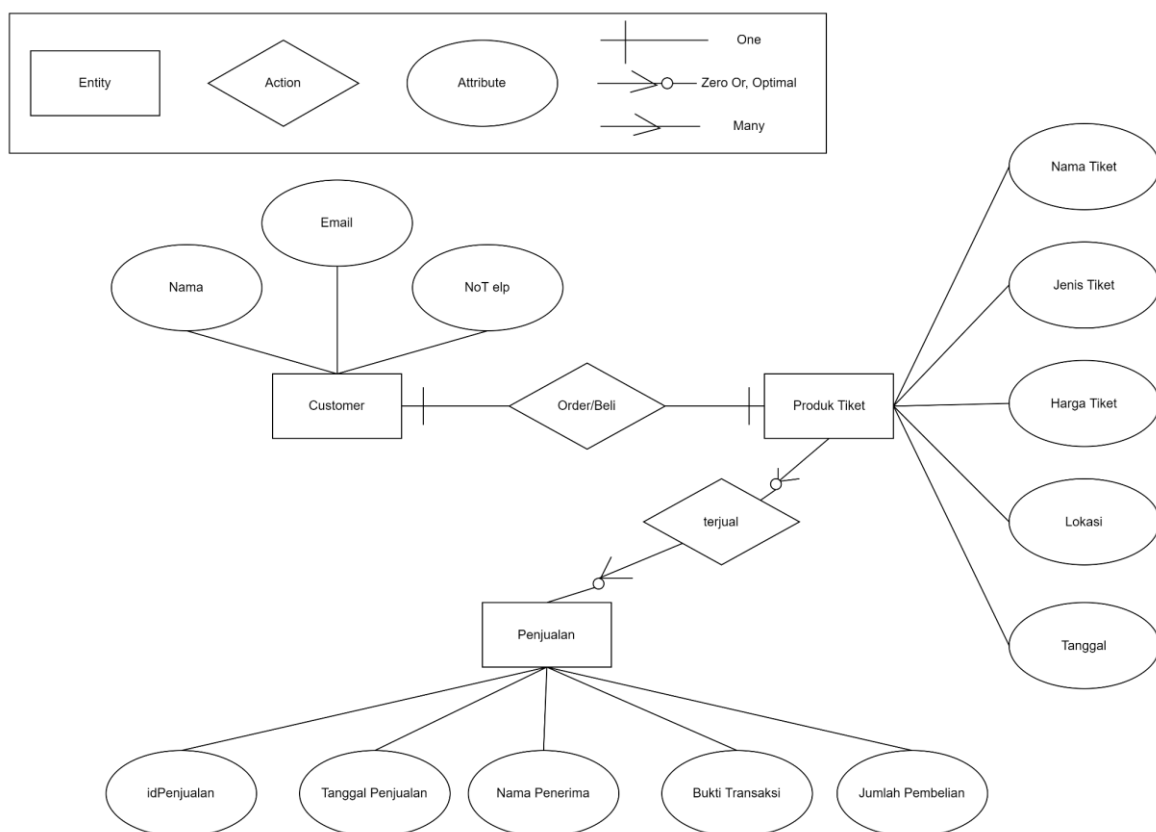 Entity
Action
Attribute
One
Zero Or, Optimal
Many
Nama Tiket
Email
Nama
NoT elp
Jenis Tiket
Customer
Order/Beli
Produk Tiket
Harga Tiket
terjual
Lokasi
Penjualan
Tanggal
idPenjualan
Tanggal Penjualan
Nama Penerima
Bukti Transaksi
Jumlah Pembelian